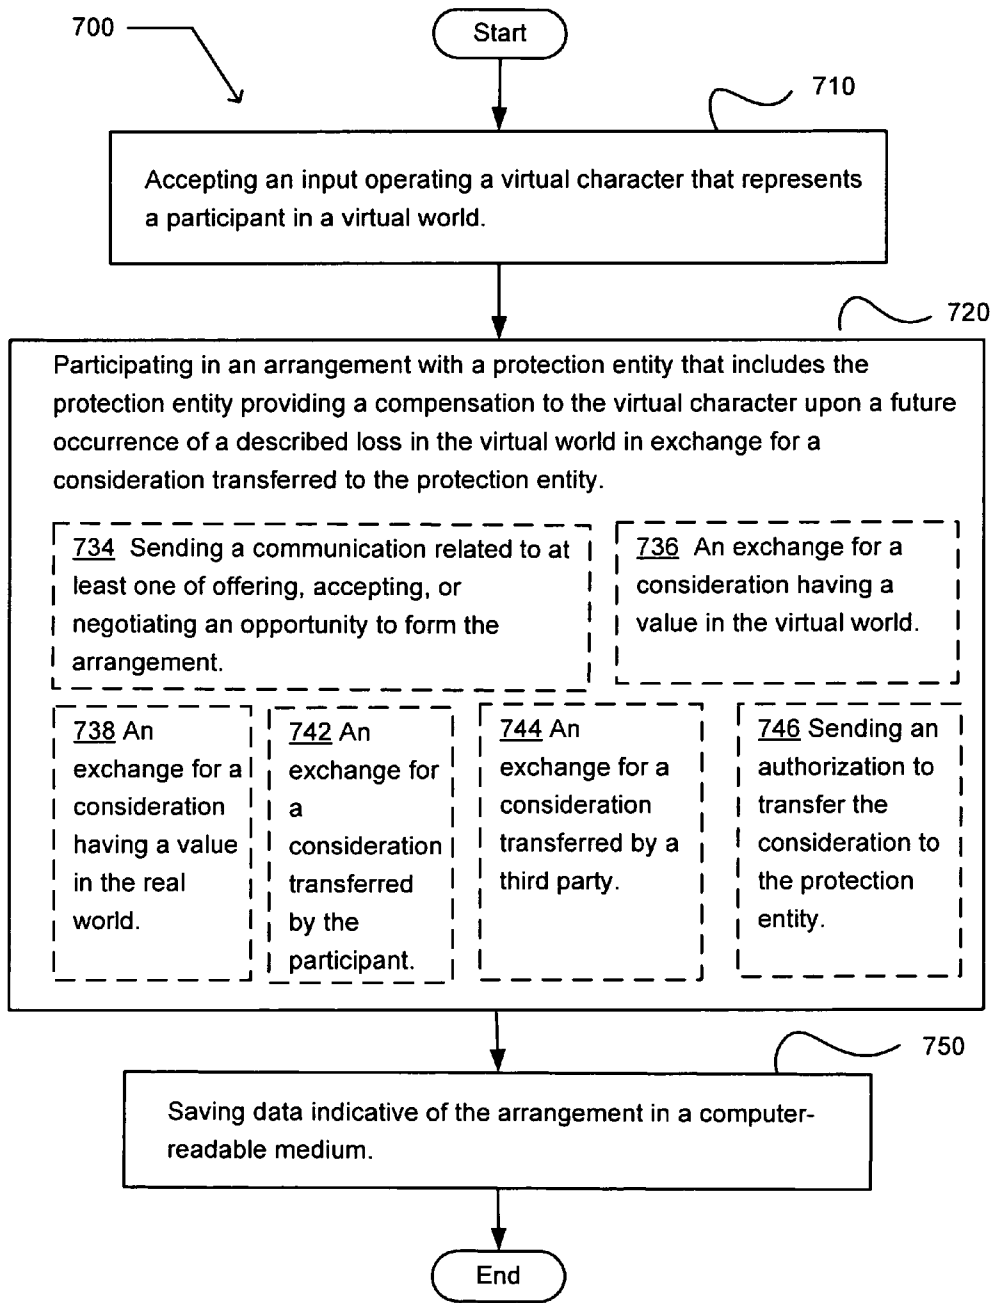 700
Start
710
Accepting an input operating a virtual character that represents
a participant in a virtual world.
720
Participating in an arrangement with a protection entity that includes the
protection entity providing a compensation to the virtual character upon a future
occurrence of a described loss in the virtual world in exchange for a
consideration transferred to the protection entity.
734 Sending a communication related to at
least one of offering, accepting, or
negotiating an opportunity to form the
arrangement.
736 An exchange for a
consideration having a
value in the virtual world.
738 An
exchange for a
consideration
having a value
in the real
world.
742 An
exchange for
a
consideration
transferred
by the
participant.
744 An
exchange for a
consideration
transferred by a
third party.
746 Sending an
authorization to
transfer the
consideration to
the protection
entity.
750
Saving data indicative of the arrangement in a computer-
readable medium.
End